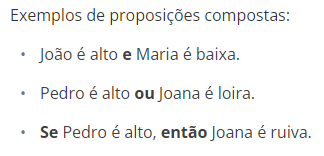 Exemplos de proposições compostas:
• João é alto e Maria é baixa.
• Pedro é alto ou Joana é loira.
• Se Pedro é alto, então Joana é ruiva.